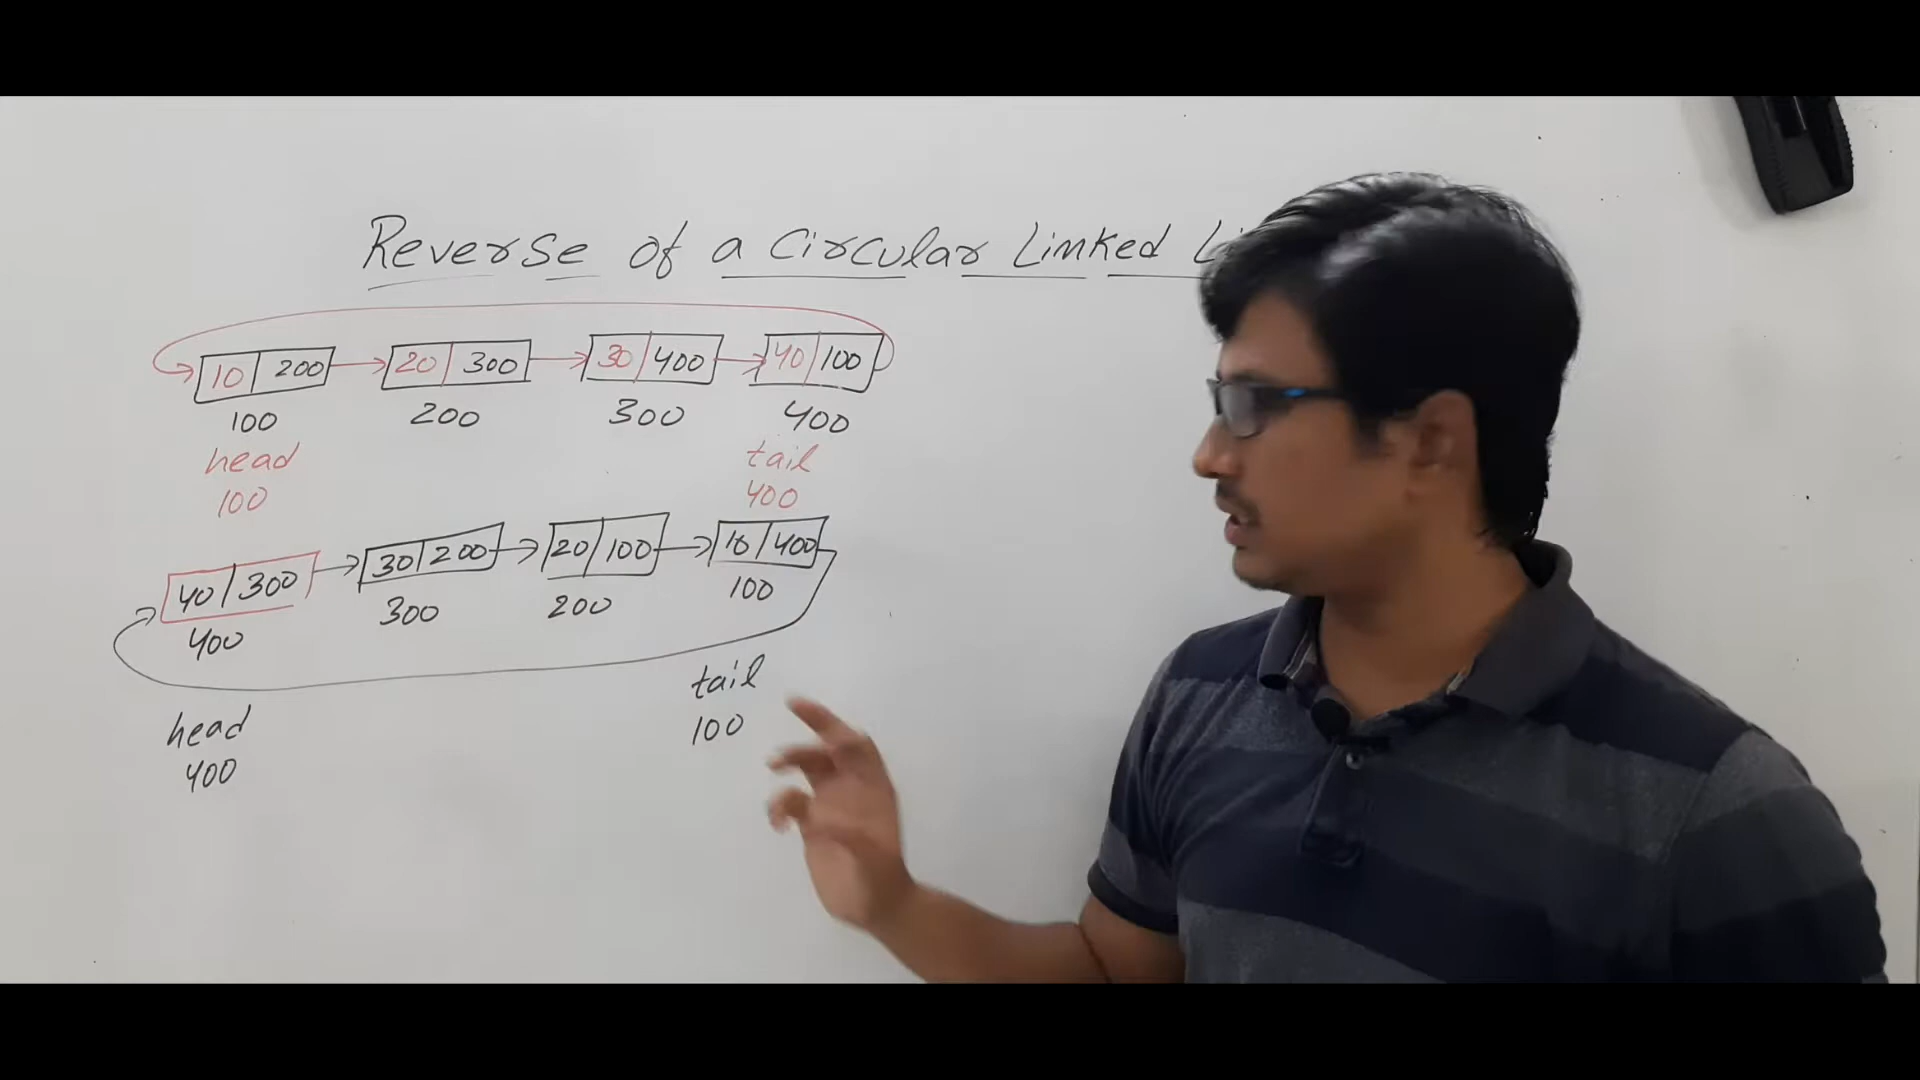 Reverse of a Circular Linked
10 200 20 300 30 400 40 100
100 200 300 400
head tail
100 400
40 300 30 200 20 100 10 400
400 300 200 100
tail
100
head
400